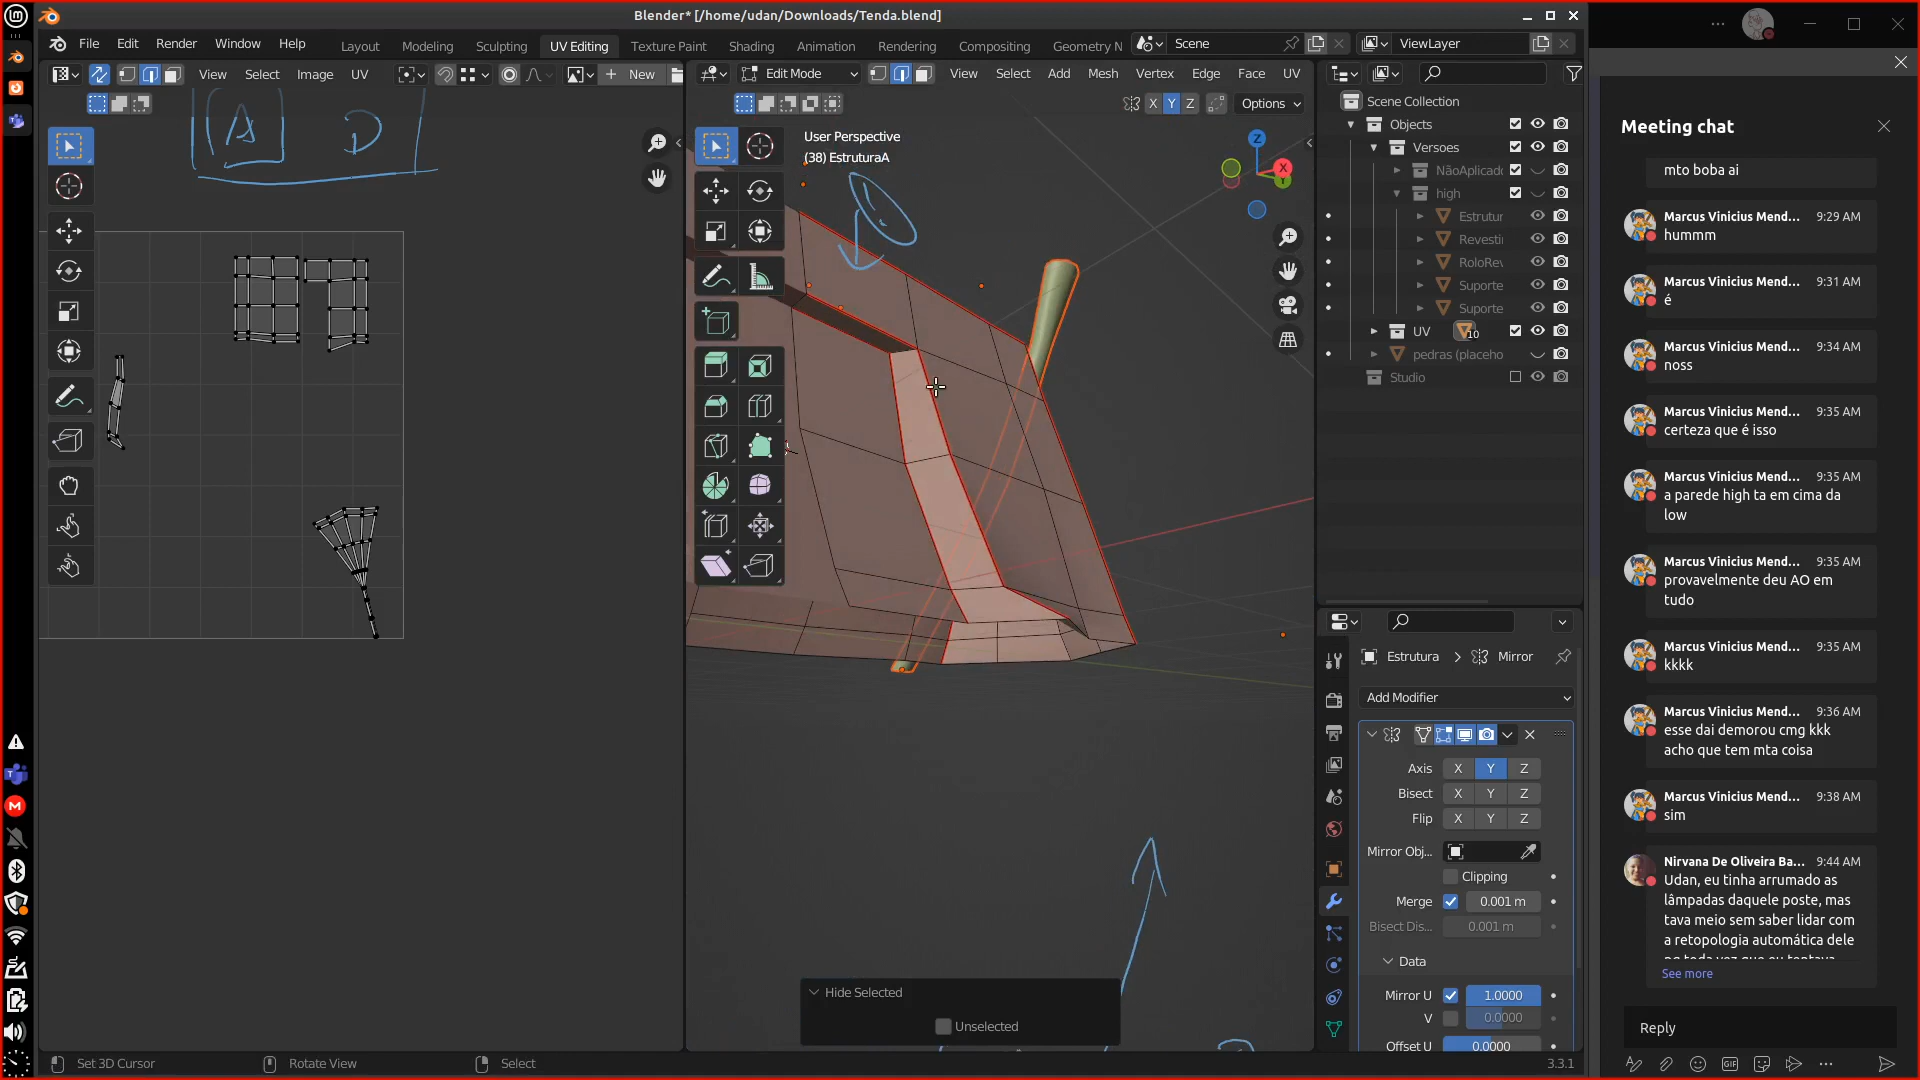 Blender* [/home/udan/Downloads/Tenda.blend]
File Edit Render Window Help
Layout Modeling Sculpting UV Editing Texture Paint Shading Animation Rendering Compositing Geometry N
Scene
ViewLayer
View Select Image UV
New
Edit Mode
View Select Add Mesh Vertex Edge Face UV
X Y Z
Options
A D
User Perspective
(38) EstruturaA
Z
X
Y
Scene Collection
Objects
Versoes
NãoAplicado
high
Estrutur
Revesti
RoloRev
Suporte
Suporte
UV
10
pedras (placeho
Studio
Estrutura > Mirror
Add Modifier
Axis X Y Z
Bisect X Y Z
Flip X Y Z
Mirror Obj...
Clipping
Merge 0.001 m
Bisect Dis... 0.001 m
Data
Mirror U 1.0000
V 0.0000
Offset U 0.0000
Hide Selected
Unselected
Set 3D Cursor
Rotate View
Select
3.3.1
Meeting chat
mto boba ai
Marcus Vinicius Mend... 9:29 AM
hummm
Marcus Vinicius Mend... 9:31 AM
é
Marcus Vinicius Mend... 9:34 AM
noss
Marcus Vinicius Mend... 9:35 AM
certeza que é isso
Marcus Vinicius Mend... 9:35 AM
a parede high ta em cima da
low
Marcus Vinicius Mend... 9:35 AM
provavelmente deu AO em
tudo
Marcus Vinicius Mend... 9:35 AM
kkkk
Marcus Vinicius Mend... 9:36 AM
esse dai demorou cmg kkk
acho que tem mta coisa
Marcus Vinicius Mend... 9:38 AM
sim
Nirvana De Oliveira Ba... 9:44 AM
Udan, eu tinha arrumado as
lâmpadas daquele poste, mas
tava meio sem saber lidar com
a retopologia automática dele
See more
Reply
GIF